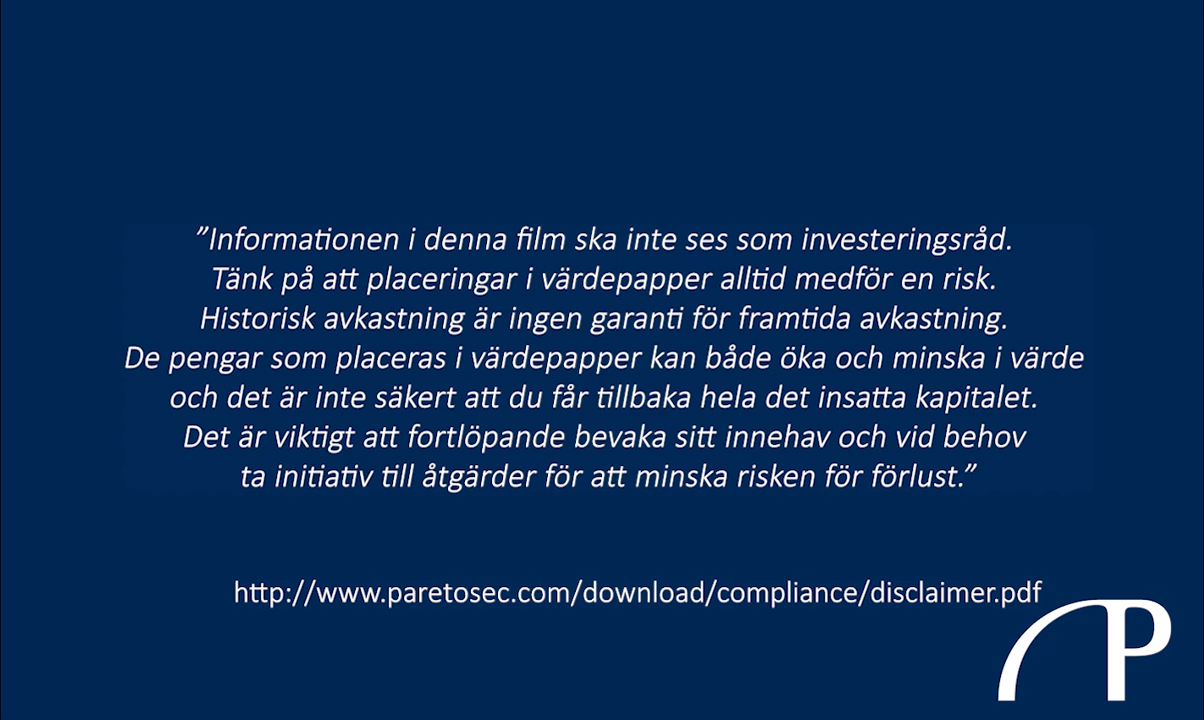 ”Informationen i denna film ska inte ses som investeringsråd.
Tänk på att placeringar i värdepapper alltid medför en risk.
Historisk avkastning är ingen garanti för framtida avkastning.
De pengar som placeras i värdepapper kan både öka och minska i värde
och det är inte säkert att du får tillbaka hela det insatta kapitalet.
Det är viktigt att fortlöpande bevaka sitt innehav och vid behov
ta initiativ till åtgärder för att minska risken för förlust.”
http://www.paretosec.com/download/compliance/disclaimer.pdf
P